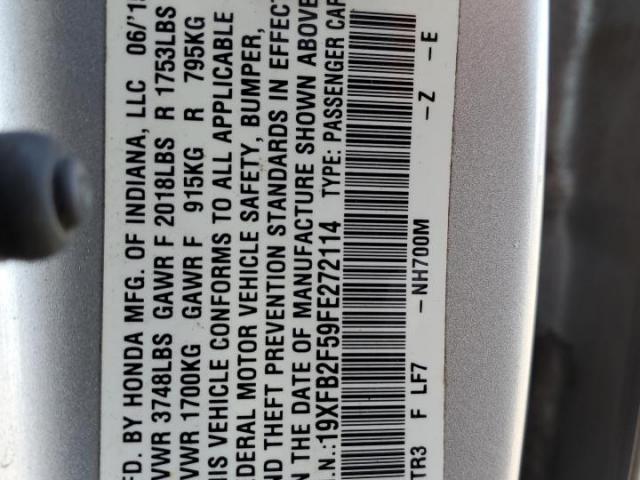 FD. BY HONDA MFG. OF INDIANA, LLC 06/'1
VWR 3748LBS GAWR F 2018LBS R 1753LBS
VWR 1700KG GAWR F 915KG R 795KG
IS VEHICLE CONFORMS TO ALL APPLICABLE
DERAL MOTOR VEHICLE SAFETY, BUMPER,
ND THEFT PREVENTION STANDARDS IN EFFECT
N THE DATE OF MANUFACTURE SHOWN ABOVE
.N.:19XFB2F59FE272114 TYPE: PASSENGER CAR
TR3 F LF7 -NH700M -Z -E